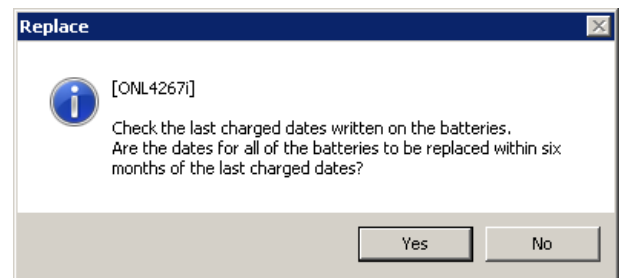 Replace
[ONL4267i]
Check the last charged dates written on the batteries.
Are the dates for all of the batteries to be replaced within six
months of the last charged dates?
Yes
No